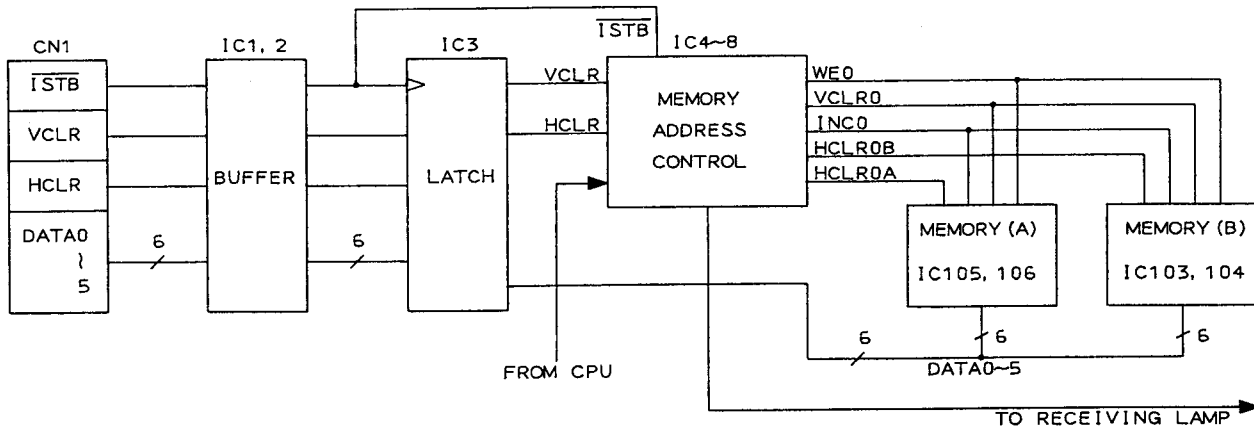 CN1
ISTB
VCLR
HCLR
DATA0
~
5
6
IC1, 2
BUFFER
6
IC3
LATCH
VCLR
HCLR
ISTB
IC4~8
MEMORY
ADDRESS
CONTROL
FROM CPU
WE0
VCLR0
INC0
HCLR0B
HCLR0A
MEMORY (A)
IC105, 106
MEMORY (B)
IC103, 104
6
6
6
DATA0~5
TO RECEIVING LAMP